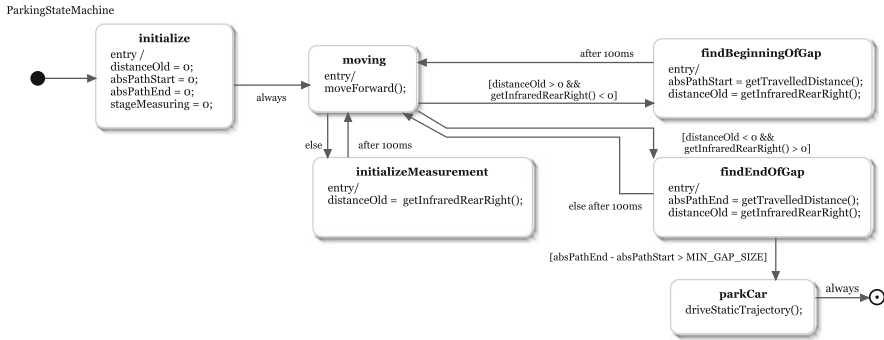 ParkingStateMachine
initialize
entry /
distanceOld = 0;
absPathStart = 0;
absPathEnd = 0;
stageMeasuring = 0;
always
moving
entry/
moveForward();
after 100ms
[distanceOld > 0 &&
getInfraredRearRight() < 0]
findBeginningOfGap
entry/
absPathStart = getTravelledDistance();
distanceOld = getInfraredRearRight();
else
after 100ms
initializeMeasurement
entry/
distanceOld = getInfraredRearRight();
[distanceOld < 0 &&
getInfraredRearRight() > 0]
else after 100ms
findEndOfGap
entry/
absPathEnd = getTravelledDistance();
distanceOld = getInfraredRearRight();
[absPathEnd - absPathStart > MIN_GAP_SIZE]
parkCar
driveStaticTrajectory();
always